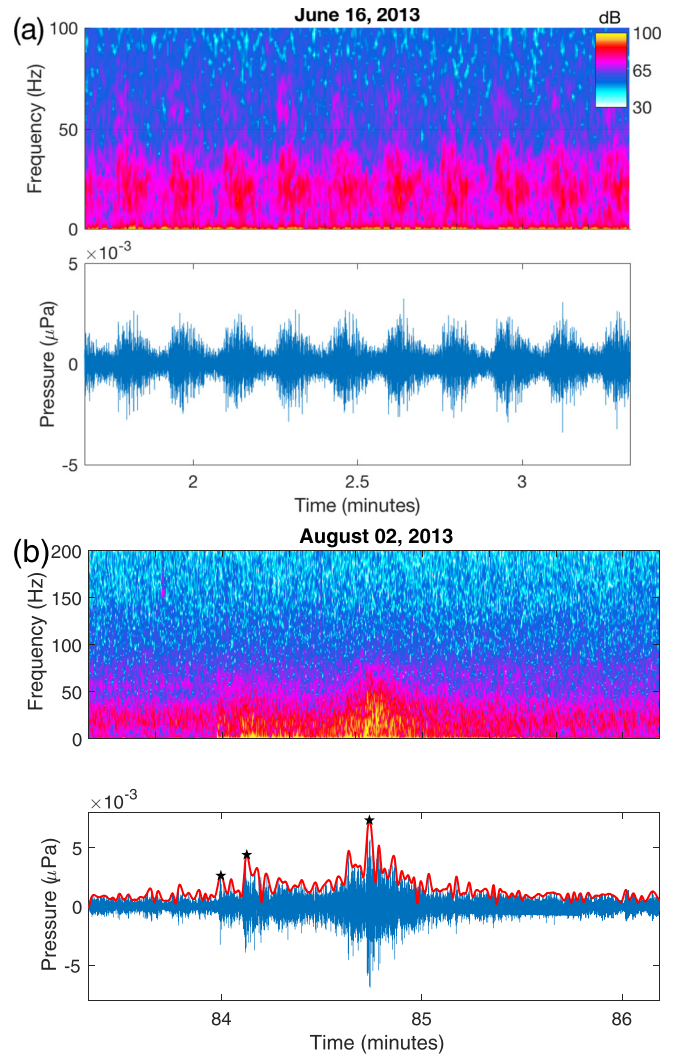 (a)
June 16, 2013
dB
100
65
30
Frequency (Hz)
100
50
0
×10-3
Pressure (μPa)
5
0
-5
2
2.5
3
Time (minutes)
(b)
August 02, 2013
Frequency (Hz)
200
150
100
50
0
×10-3
Pressure (μPa)
5
0
-5
84
85
86
Time (minutes)